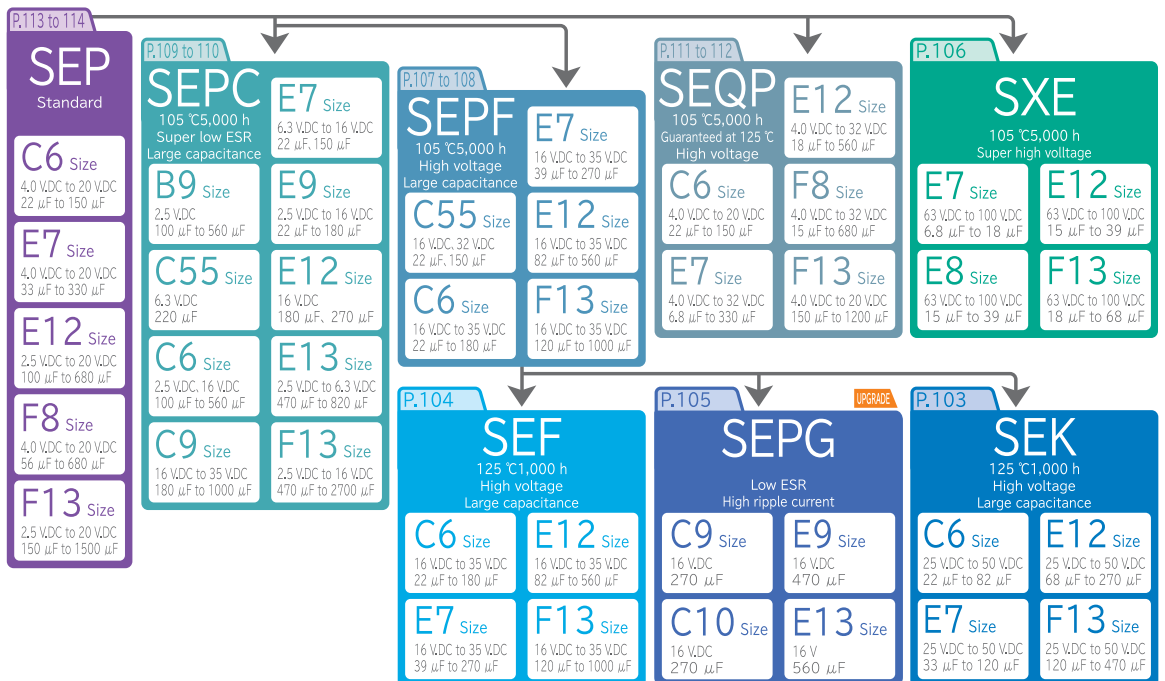 P.113 to 114
SEP
Standard
C6 Size
4.0 V.DC to 20 V.DC
22 µF to 150 µF
E7 Size
4.0 V.DC to 20 V.DC
33 µF to 330 µF
E12 Size
2.5 V.DC to 20 V.DC
100 µF to 680 µF
F8 Size
4.0 V.DC to 20 V.DC
56 µF to 680 µF
F13 Size
2.5 V.DC to 20 V.DC
150 µF to 1500 µF
P.109 to 110
SEPC
105 ℃5,000 h
Super low ESR
Large capacitance
B9 Size
2.5 V.DC
100 µF to 560 µF
C55 Size
6.3 V.DC
220 µF
C6 Size
2.5 V.DC, 16 V.DC
100 µF to 560 µF
C9 Size
16 V.DC to 35 V.DC
180 µF to 1000 µF
E7 Size
6.3 V.DC to 16 V.DC
22 µF、150 µF
E9 Size
2.5 V.DC to 16 V.DC
22 µF to 180 µF
E12 Size
16 V.DC
180 µF、270 µF
E13 Size
2.5 V.DC to 6.3 V.DC
470 µF to 820 µF
F13 Size
2.5 V.DC to 16 V.DC
470 µF to 2700 µF
P.107 to 108
SEPF
105 ℃5,000 h
High voltage
Large capacitance
C55 Size
16 V.DC, 32 V.DC
22 µF、150 µF
C6 Size
16 V.DC to 35 V.DC
22 µF to 180 µF
E7 Size
16 V.DC to 35 V.DC
39 µF to 270 µF
E12 Size
16 V.DC to 35 V.DC
82 µF to 560 µF
F13 Size
16 V.DC to 35 V.DC
120 µF to 1000 µF
P.111 to 112
SEQP
105 ℃5,000 h
Guaranteed at 125 ℃
High voltage
C6 Size
4.0 V.DC to 20 V.DC
22 µF to 150 µF
E7 Size
4.0 V.DC to 32 V.DC
6.8 µF to 330 µF
E12 Size
4.0 V.DC to 32 V.DC
18 µF to 560 µF
F8 Size
4.0 V.DC to 32 V.DC
15 µF to 680 µF
F13 Size
4.0 V.DC to 20 V.DC
150 µF to 1200 µF
P.106
SXE
105 ℃5,000 h
Super high voltage
E7 Size
63 V.DC to 100 V.DC
6.8 µF to 18 µF
E12 Size
63 V.DC to 100 V.DC
15 µF to 39 µF
E8 Size
63 V.DC to 100 V.DC
15 µF to 39 µF
F13 Size
63 V.DC to 100 V.DC
18 µF to 68 µF
P.104
SEF
125 ℃1,000 h
High voltage
Large capacitance
C6 Size
16 V.DC to 35 V.DC
22 µF to 180 µF
E12 Size
16 V.DC to 35 V.DC
82 µF to 560 µF
E7 Size
16 V.DC to 35 V.DC
39 µF to 270 µF
F13 Size
16 V.DC to 35 V.DC
120 µF to 1000 µF
P.105
UPGRADE
SEPG
Low ESR
High ripple current
C9 Size
16 V.DC
270 µF
E9 Size
16 V.DC
470 µF
C10 Size
16 V.DC
270 µF
E13 Size
16 V
560 µF
P.103
SEK
125 ℃1,000 h
High voltage
Large capacitance
C6 Size
25 V.DC to 50 V.DC
22 µF to 82 µF
E12 Size
25 V.DC to 50 V.DC
68 µF to 270 µF
E7 Size
25 V.DC to 50 V.DC
33 µF to 120 µF
F13 Size
25 V.DC to 50 V.DC
120 µF to 470 µF